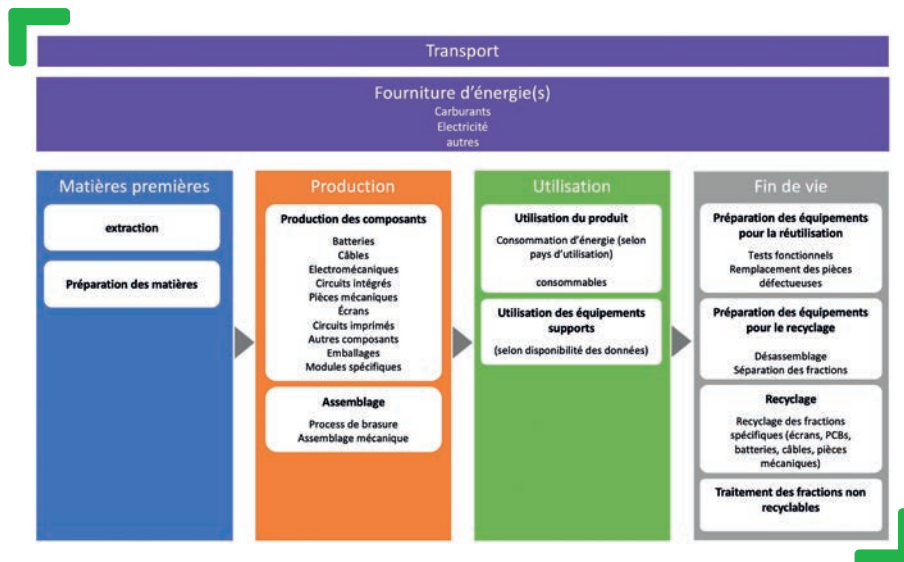 Transport
Fourniture d'énergie(s)
Carburants
Electricité
autres
Matières premières
extraction
Préparation des matières
Production
Production des composants
Batteries
Câbles
Electromécaniques
Circuits intégrés
Pièces mécaniques
Écrans
Circuits imprimés
Autres composants
Emballages
Modules spécifiques
Assemblage
Process de brasure
Assemblage mécanique
Utilisation
Utilisation du produit
Consommation d'énergie (selon
pays d'utilisation)
consommables
Utilisation des équipements
supports
(selon disponibilité des données)
Fin de vie
Préparation des équipements
pour la réutilisation
Tests fonctionnels
Remplacement des pièces
défectueuses
Préparation des équipements
pour le recyclage
Désassemblage
Séparation des fractions
Recyclage
Recyclage des fractions
spécifiques (écrans, PCBs,
batteries, câbles, pièces
mécaniques)
Traitement des fractions non
recyclables